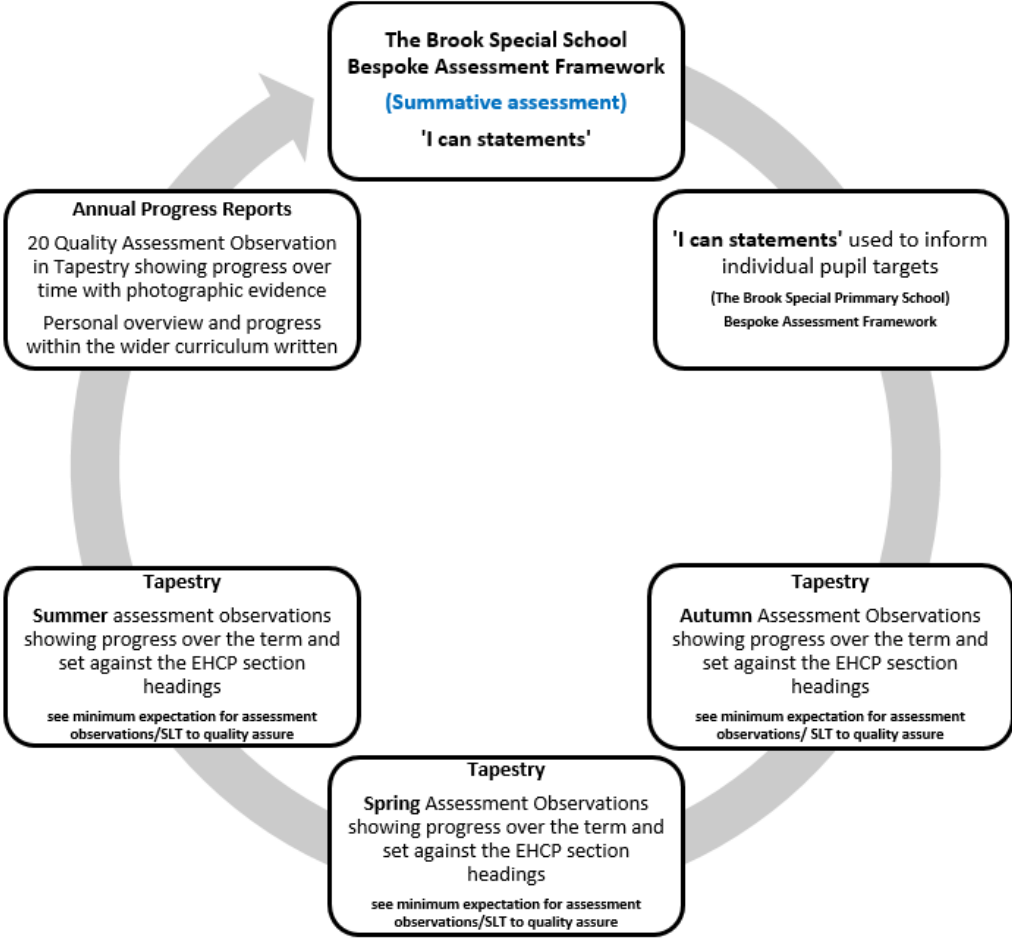 The Brook Special School
Bespoke Assessment Framework
(Summative assessment)
'I can statements'
'I can statements' used to inform
individual pupil targets
(The Brook Special Primmary School)
Bespoke Assessment Framework
Tapestry
Autumn Assessment Observations
showing progress over the term and
set against the EHCP sesction
headings
see minimum expectation for assessment
observations/ SLT to quality assure
Tapestry
Spring Assessment Observations
showing progress over the term and
set against the EHCP section
headings
see minimum expectation for assessment
observations/SLT to quality assure
Tapestry
Summer assessment observations
showing progress over the term and
set against the EHCP section
headings
see minimum expectation for assessment
observations/SLT to quality assure
Annual Progress Reports
20 Quality Assessment Observation
in Tapestry showing progress over
time with photographic evidence
Personal overview and progress
within the wider curriculum written